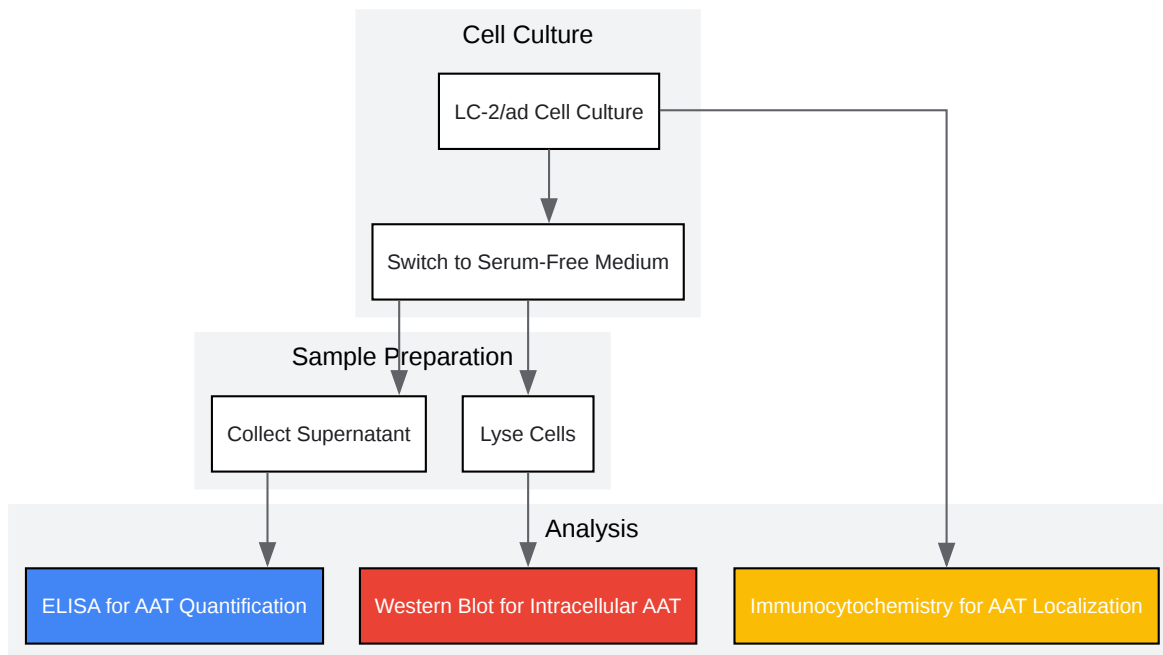 Cell Culture
LC-2/ad Cell Culture
Switch to Serum-Free Medium
Sample Preparation
Collect Supernatant
Lyse Cells
Analysis
ELISA for AAT Quantification
Western Blot for Intracellular AAT
Immunocytochemistry for AAT Localization